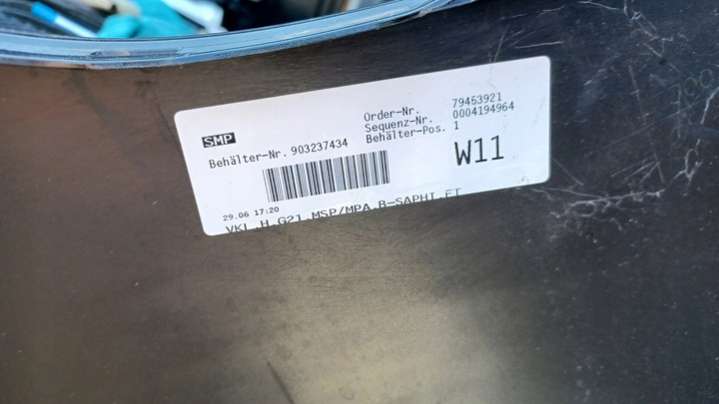 SMP
Behälter-Nr. 903237434
Order-Nr. 79453921
Sequenz-Nr. 0004194964
Behälter-Pos. 1
W11
29.06 17:20
VKL.H.G21.MSP/MPA.B-SAPHI.ET